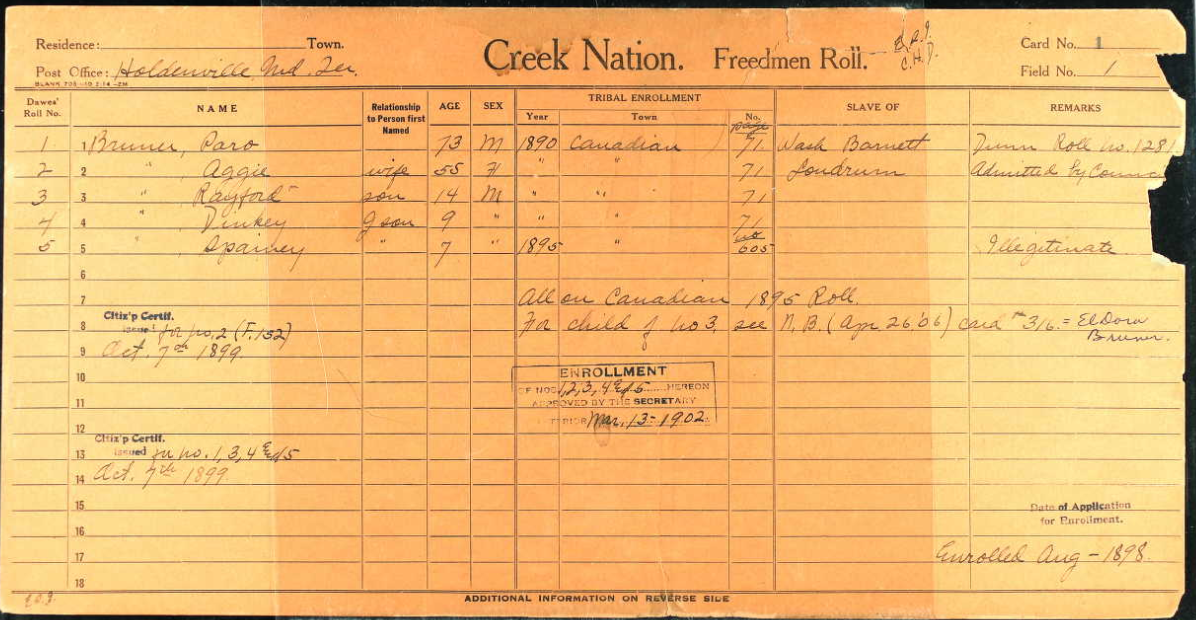 Residence: Town.
Post Office: Holdenville Ind. Ter.
Creek Nation. Freedmen Roll.
C.H.D.
Card No. 1
Field No. 1
Dawes' Roll No. NAME Relationship to Person first Named AGE SEX TRIBAL ENROLLMENT Year Town No. Page SLAVE OF REMARKS
1 1 Bruner, Paro 73 M 1890 Canadian 71 Wash Barnett Dunn Roll no. 1281.
2 2 " , Aggie wife 55 F " " 71 Londrum Admitted by Counc
3 3 " , Rayford son 14 M " " 71
4 4 " , Dinkey g son 9 " " " 71
5 5 " , Spainey " 7 " 1895 " no 605 Illegitimate
6
7 All on Canadian 1895 Roll.
Citiz'p Certif.
8 issued for no. 2 (F.152) For child of no 3, see N.B. (Apr 26'06) card # 316. = ElDora Bruner.
9 Oct. 7th 1899
10 ENROLLMENT
OF NOS. 1,2,3,4 & 5 HEREON
11 APPROVED BY THE SECRETARY
12 INTERIOR Mar. 13- 1902
Citiz'p Certif.
13 issued for no. 1,3,4 & 5
14 Oct. 7th 1899.
15
Date of Application
16 for Enrollment.
17 Enrolled Aug - 1898.
18
ADDITIONAL INFORMATION ON REVERSE SIDE